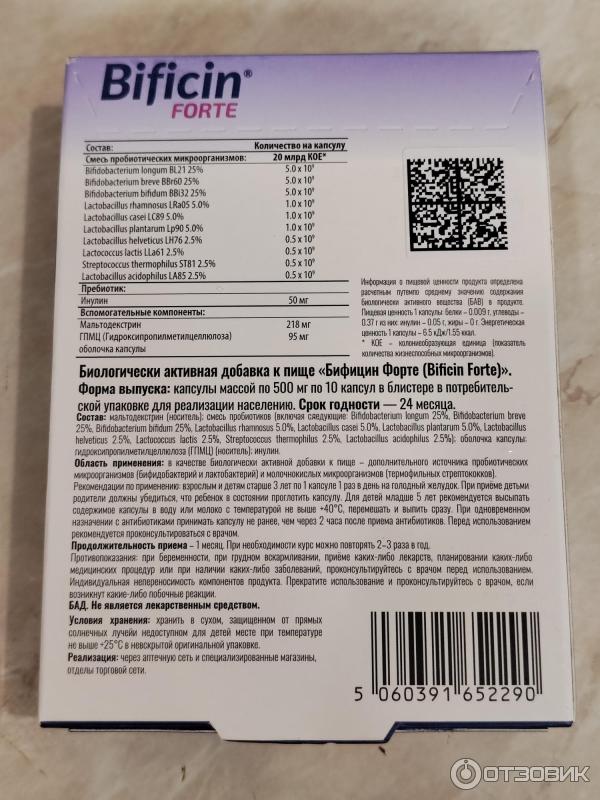 Bificin®
FORTE
Состав: Количество на капсулу
Смесь пробиотических микроорганизмов: 20 млрд КОЕ*
Bifidobacterium longum BL21 25% 5.0 x 10⁹
Bifidobacterium breve BBr60 25% 5.0 x 10⁹
Bifidobacterium bifidum BBi32 25% 5.0 x 10⁹
Lactobacillus rhamnosus LRa05 5.0% 1.0 x 10⁹
Lactobacillus casei LC89 5.0% 1.0 x 10⁹
Lactobacillus plantarum Lp90 5.0% 1.0 x 10⁹
Lactobacillus helveticus LH76 2.5% 0.5 x 10⁹
Lactococcus lactis LLa61 2.5% 0.5 x 10⁹
Streptococcus thermophilus ST81 2.5% 0.5 x 10⁹
Lactobacillus acidophilus LA85 2.5% 0.5 x 10⁹
Пребиотик:
Инулин 50 мг
Вспомогательные компоненты:
Мальтодекстрин 218 мг
ГПМЦ (Гидроксипропилметилцеллюлоза) 95 мг
оболочка капсулы
Информация о пищевой ценности продукта определена
расчетным путемпо среднему значению содержания
биологически активного вещества (БАВ) в продукте.
Пищевая ценность 1 капсулы: белки – 0.009 г, углеводы –
0.37 г из них: инулин – 0.05 г, жиры – 0 г. Энергетическая
ценность 1 капсулы – 6.5 кДж/1.55 ккал.
* КОЕ – колониеобразующая единица (показатель
количества жизнеспособных микроорганизмов).
Биологически активная добавка к пище «Бифицин Форте (Bificin Forte)».
Форма выпуска: капсулы массой по 500 мг по 10 капсул в блистере в потребитель-
ской упаковке для реализации населению. Срок годности — 24 месяца.
Состав: мальтодекстрин (носитель); смесь пробиотиков (включая следующие: Bifidobacterium longum 25%, Bifidobacterium breve
25%, Bifidobacterium bifidum 25%, Lactobacillus rhamnosus 5.0%, Lactobacillus casei 5.0%, Lactobacillus plantarum 5.0%, Lactobacillus
helveticus 2.5%, Lactococcus lactis 2.5%, Streptococcus thermophilus 2.5%, Lactobacillus acidophilus 2.5%); оболочка капсулы:
гидроксипропилметилцеллюлоза (ГПМЦ) (носитель); инулин.
Область применения: в качестве биологически активной добавки к пище – дополнительного источника пробиотических
микроорганизмов (бифидобактерий и лактобактерий) и молочнокислых микроорганизмов (термофильных стрептококков).
Рекомендации по применению: взрослым и детям старше 3 лет по 1 капсуле 1 раз в день на голодный желудок. При приёме детьми
родители должны убедиться, что ребенок в состоянии проглотить капсулу. Для детей младше 5 лет рекомендуется высыпать
содержимое капсулы в воду или молоко с температурой не выше +40°С, перемешать и выпить сразу. При одновременном
назначении с антибиотиками принимать капсулу не ранее, чем через 2 часа после приема антибиотиков. Перед использованием
рекомендуется проконсультироваться с врачом.
Продолжительность приема – 1 месяц. При необходимости курс можно повторять 2–3 раза в год.
Противопоказания: при беременности, при грудном вскармливании, приёме каких-либо лекарств, планировании каких-либо
медицинских процедур или при наличии каких-либо заболеваний, проконсультируйтесь с врачом перед использованием.
Индивидуальная непереносимость компонентов продукта. Прекратите использование и проконсультируйтесь с врачом, если
возникнут какие-либо побочные реакции.
БАД. Не является лекарственным средством.
Условия хранения: хранить в сухом, защищенном от прямых
солнечных лучейи недоступном для детей месте при температуре
не выше +25°С в невскрытой оригинальной упаковке.
Реализация: через аптечную сеть и специализированные магазины,
отделы торговой сети.
5 060391 652290
ОТЗОВИК